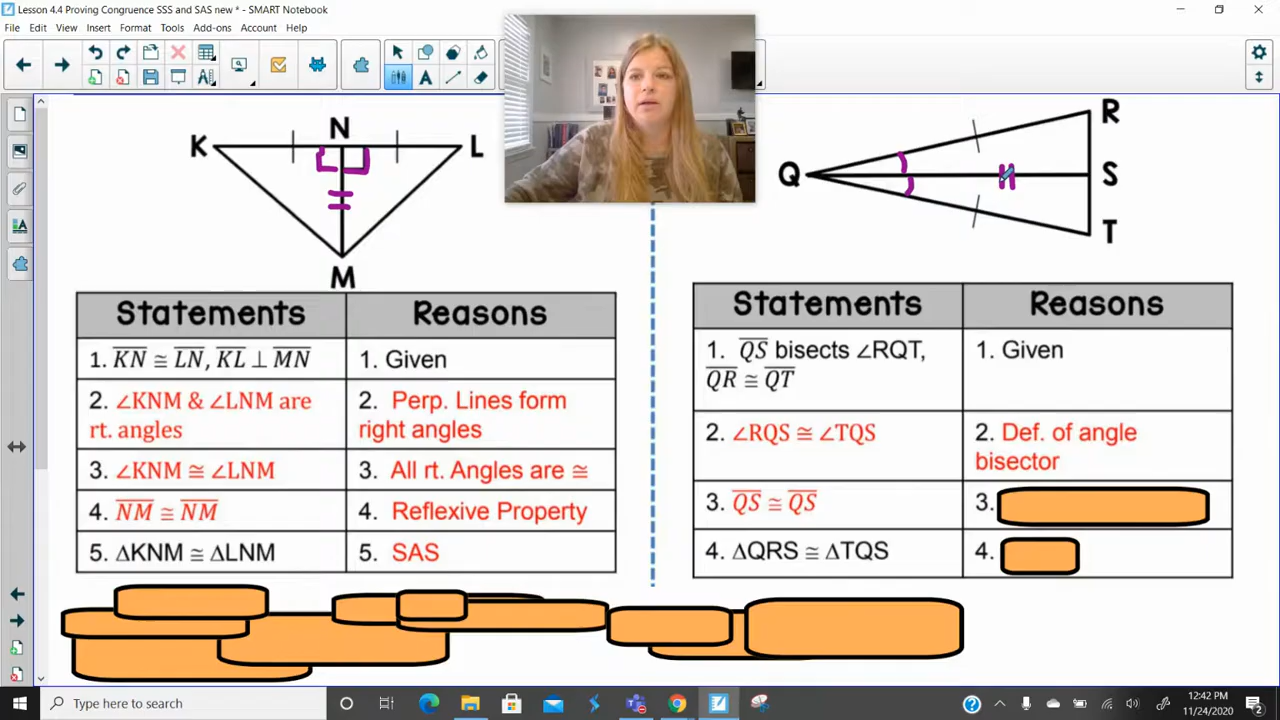 Lesson 4.4 Proving Congruence SSS and SAS new * - SMART Notebook
File Edit View Insert Format Tools Add-ons Account Help
K
N
L
M
Q
R
S
T
Statements Reasons
1. KN ≅ LN, KL ⊥ MN 1. Given
2. ∠KNM & ∠LNM are
rt. angles
2. Perp. Lines form
right angles
3. ∠KNM ≅ ∠LNM 3. All rt. Angles are ≅
4. NM ≅ NM 4. Reflexive Property
5. ΔKNM ≅ ΔLNM 5. SAS
Statements Reasons
1. QS bisects ∠RQT,
QR ≅ QT
1. Given
2. ∠RQS ≅ ∠TQS
2. Def. of angle
bisector
3. QS ≅ QS 3.
4. ΔQRS ≅ ΔTQS 4.
Type here to search
12:42 PM
11/24/2020
2